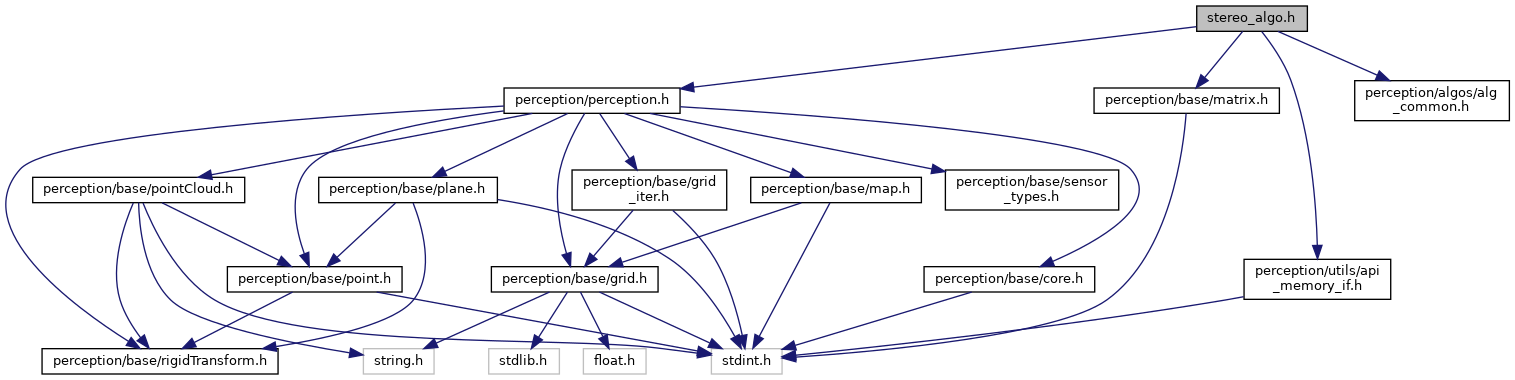 stereo_algo.h
perception/perception.h
perception/base/matrix.h
perception/algos/alg
_common.h
perception/base/pointCloud.h
perception/base/plane.h
perception/base/grid
_iter.h
perception/base/map.h
perception/base/sensor
_types.h
perception/base/point.h
perception/base/grid.h
perception/base/core.h
perception/utils/api
_memory_if.h
perception/base/rigidTransform.h
string.h
stdlib.h
float.h
stdint.h